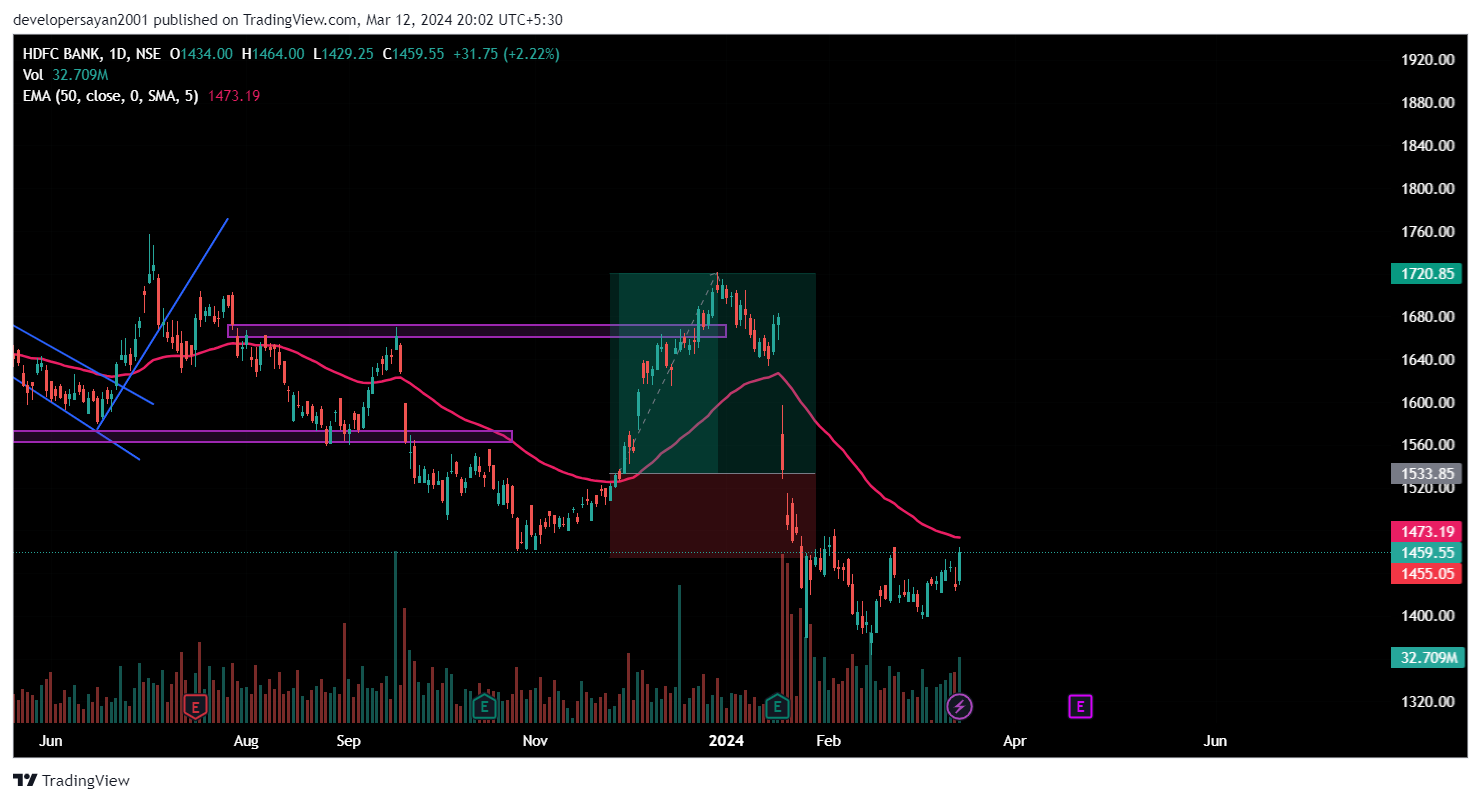 developersayan2001 published on TradingView.com, Mar 12, 2024 20:02 UTC+5:30
HDFC BANK, 1D, NSE O1434.00 H1464.00 L1429.25 C1459.55 +31.75 (+2.22%)
Vol 32.709M
EMA (50, close, 0, SMA, 5) 1473.19
1920.00
1880.00
1840.00
1800.00
1760.00
1720.85
1680.00
1640.00
1600.00
1560.00
1533.85
1520.00
1473.19
1459.55
1455.05
1400.00
32.709M
1320.00
E E E E
Jun Aug Sep Nov 2024 Feb Apr Jun
TradingView